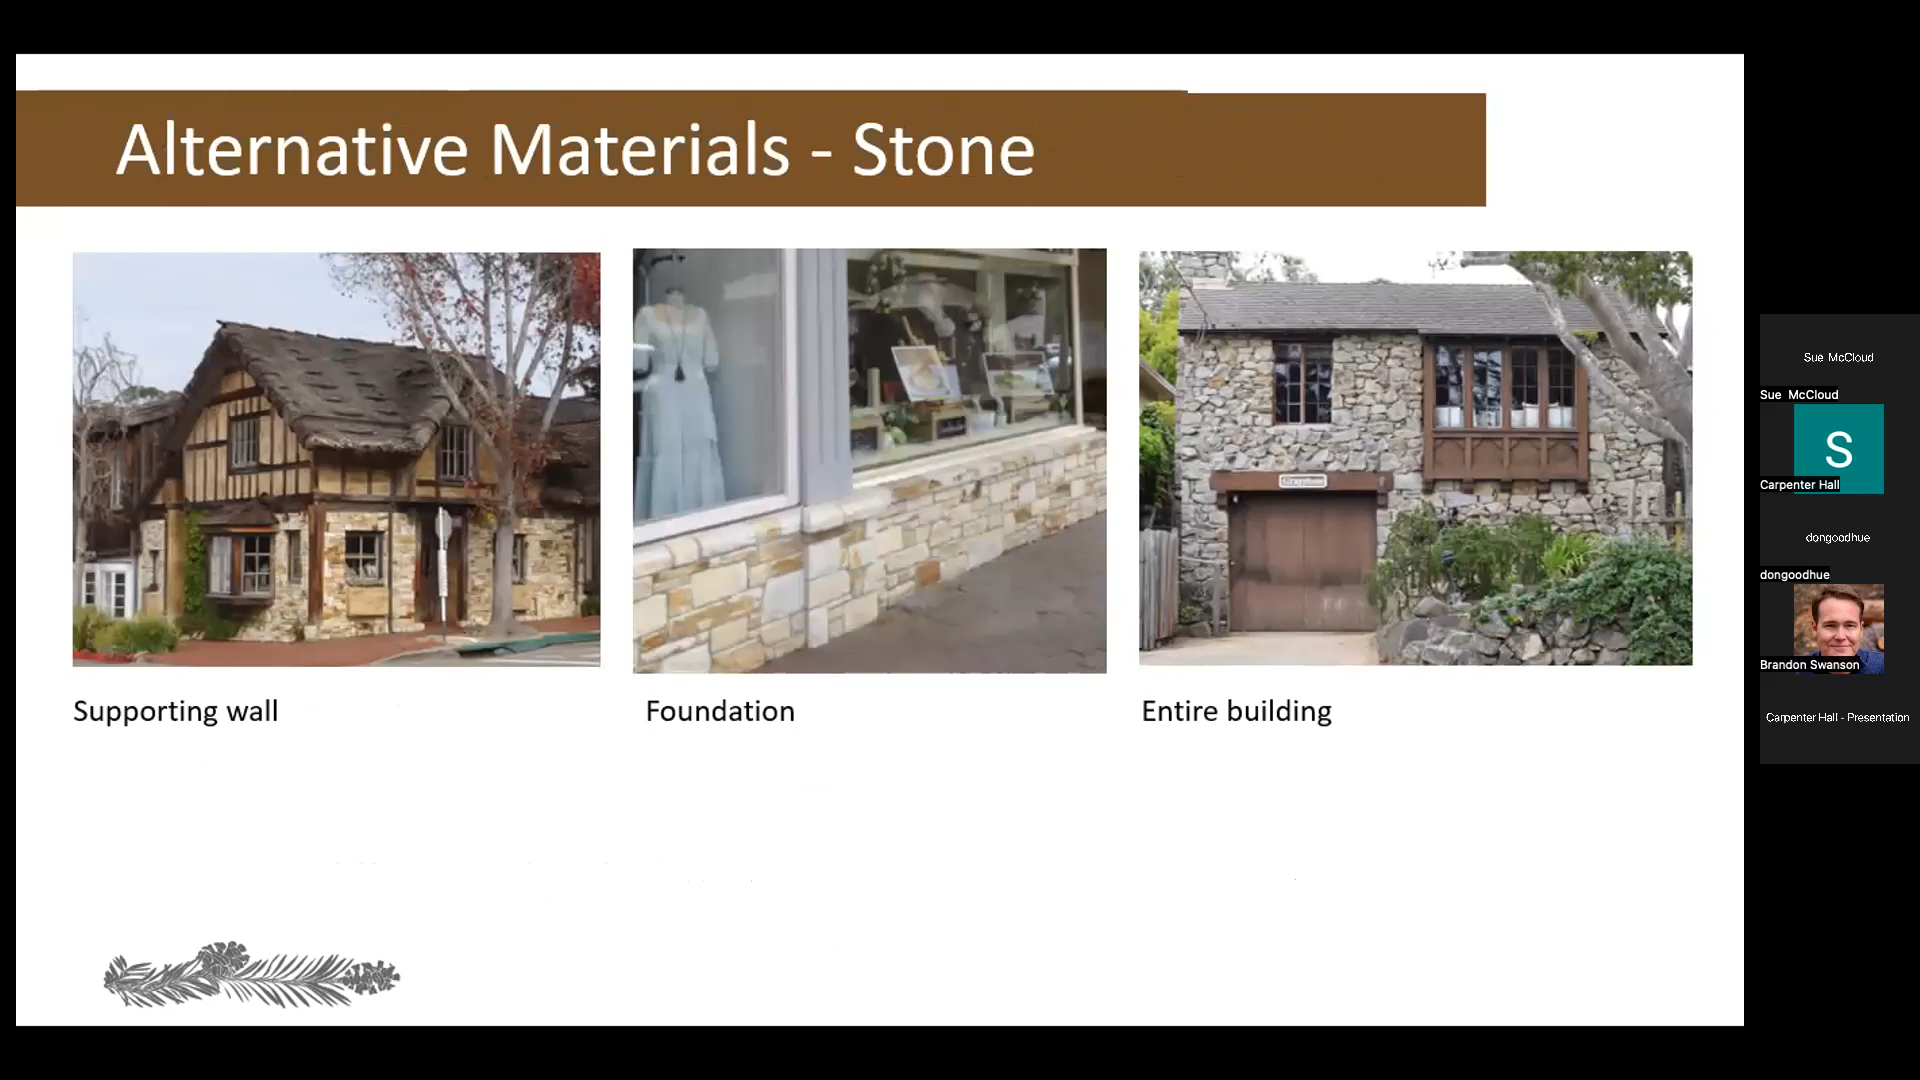 Alternative Materials - Stone
Supporting wall
Foundation
Entire building
Sue McCloud
Sue McCloud
S
Carpenter Hall
dongoodhue
dongoodhue
Brandon Swanson
Carpenter Hall - Presentation